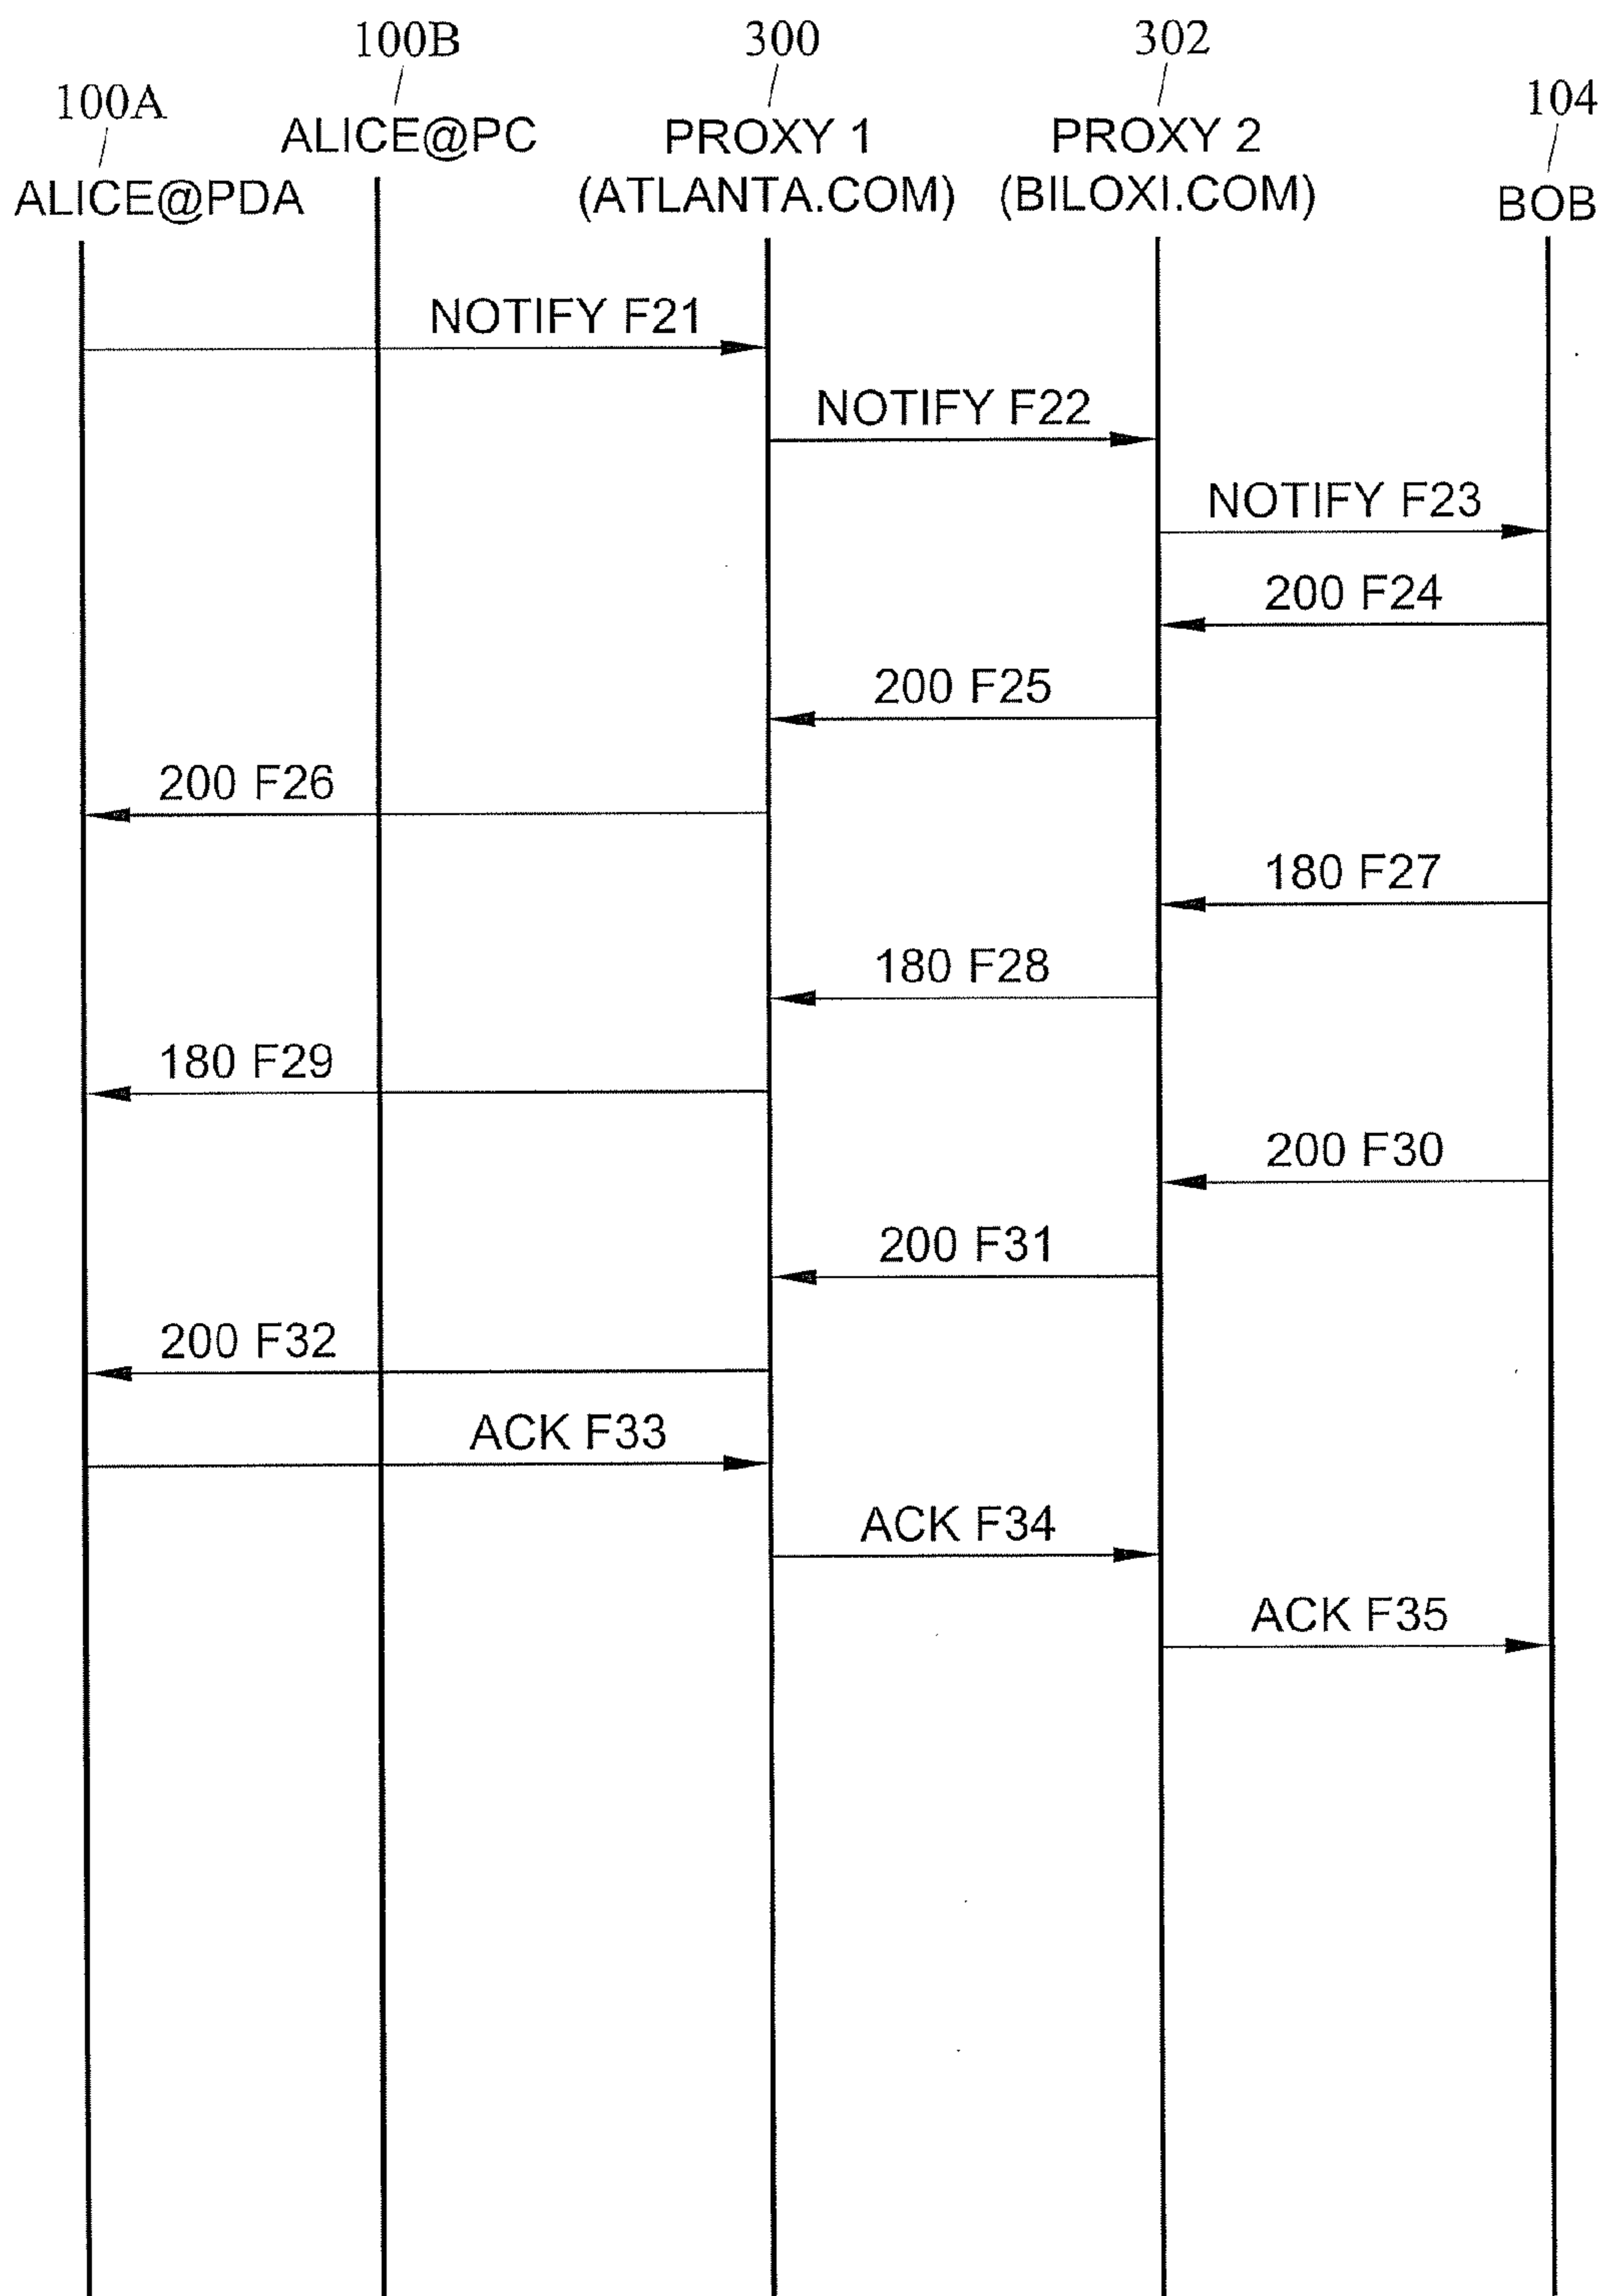 100A
ALICE@PDA
100B
ALICE@PC
300
PROXY 1
(ATLANTA.COM)
302
PROXY 2
(BILOXI.COM)
104
BOB
NOTIFY F21
NOTIFY F22
NOTIFY F23
200 F24
200 F25
200 F26
180 F27
180 F28
180 F29
200 F30
200 F31
200 F32
ACK F33
ACK F34
ACK F35